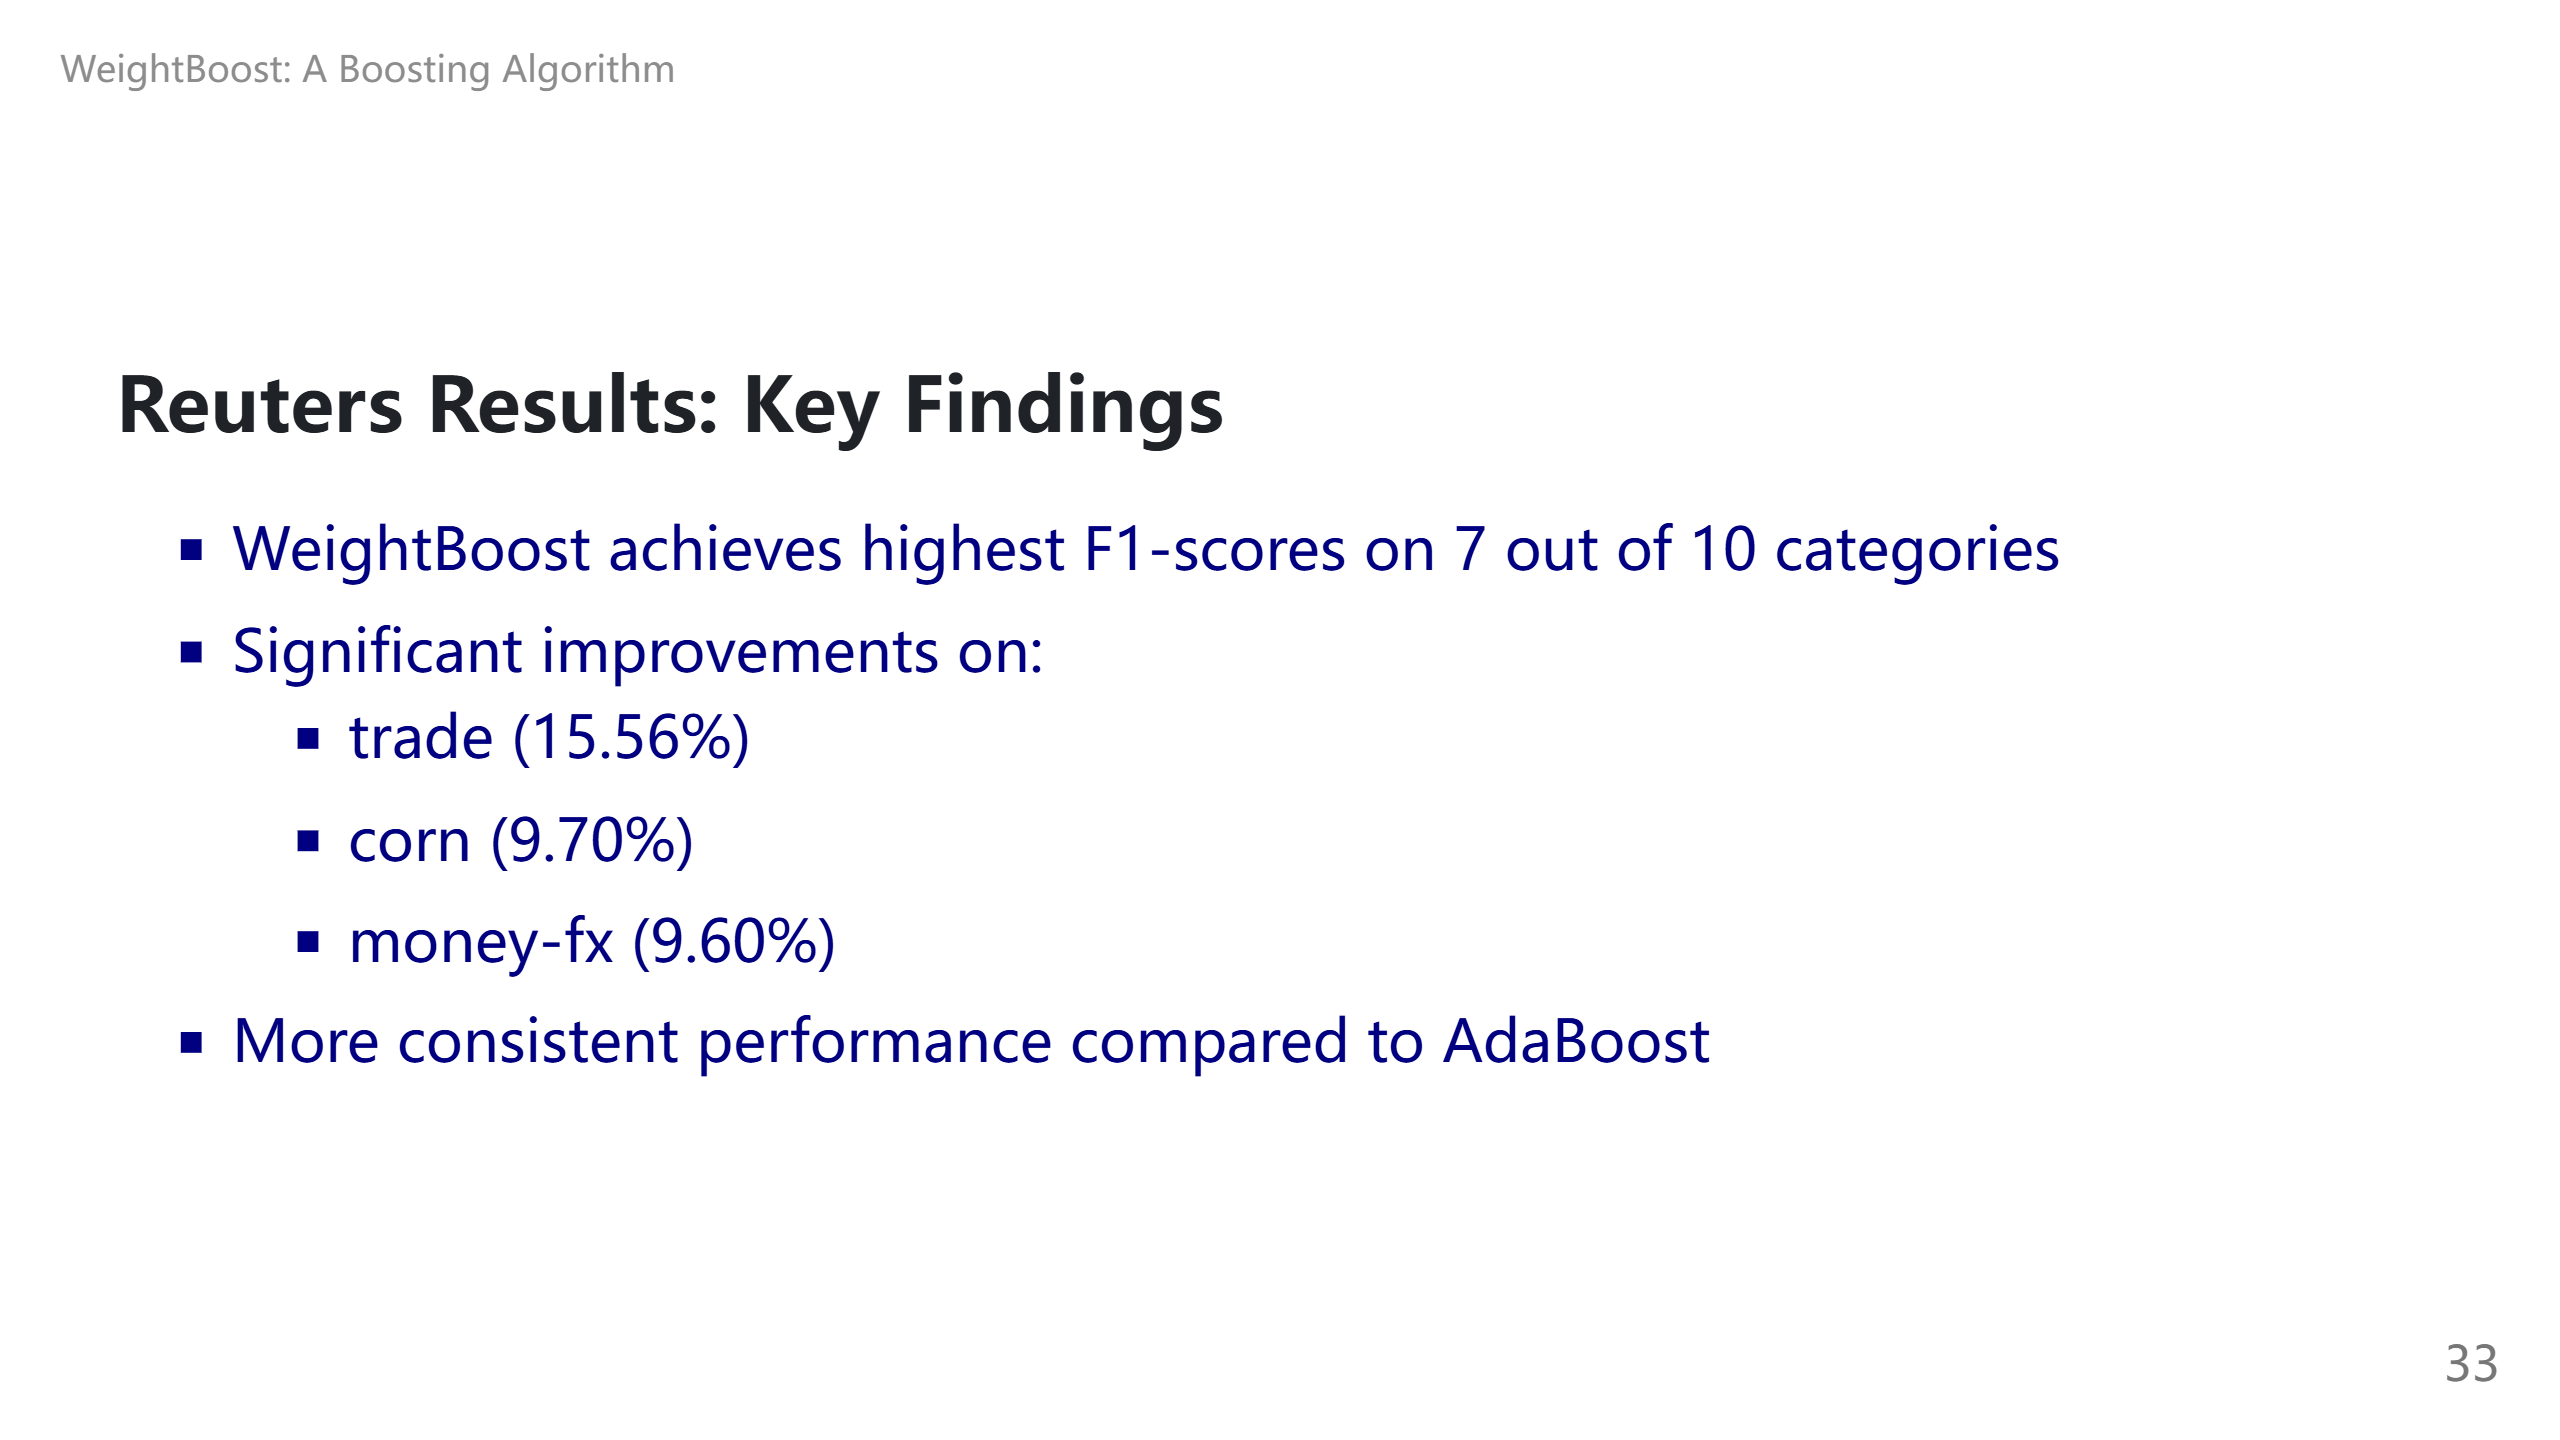 WeightBoost: A Boosting Algorithm
Reuters Results: Key Findings
WeightBoost achieves highest F1-scores on 7 out of 10 categories
Significant improvements on:
trade (15.56%)
corn (9.70%)
money-fx (9.60%)
More consistent performance compared to AdaBoost
33